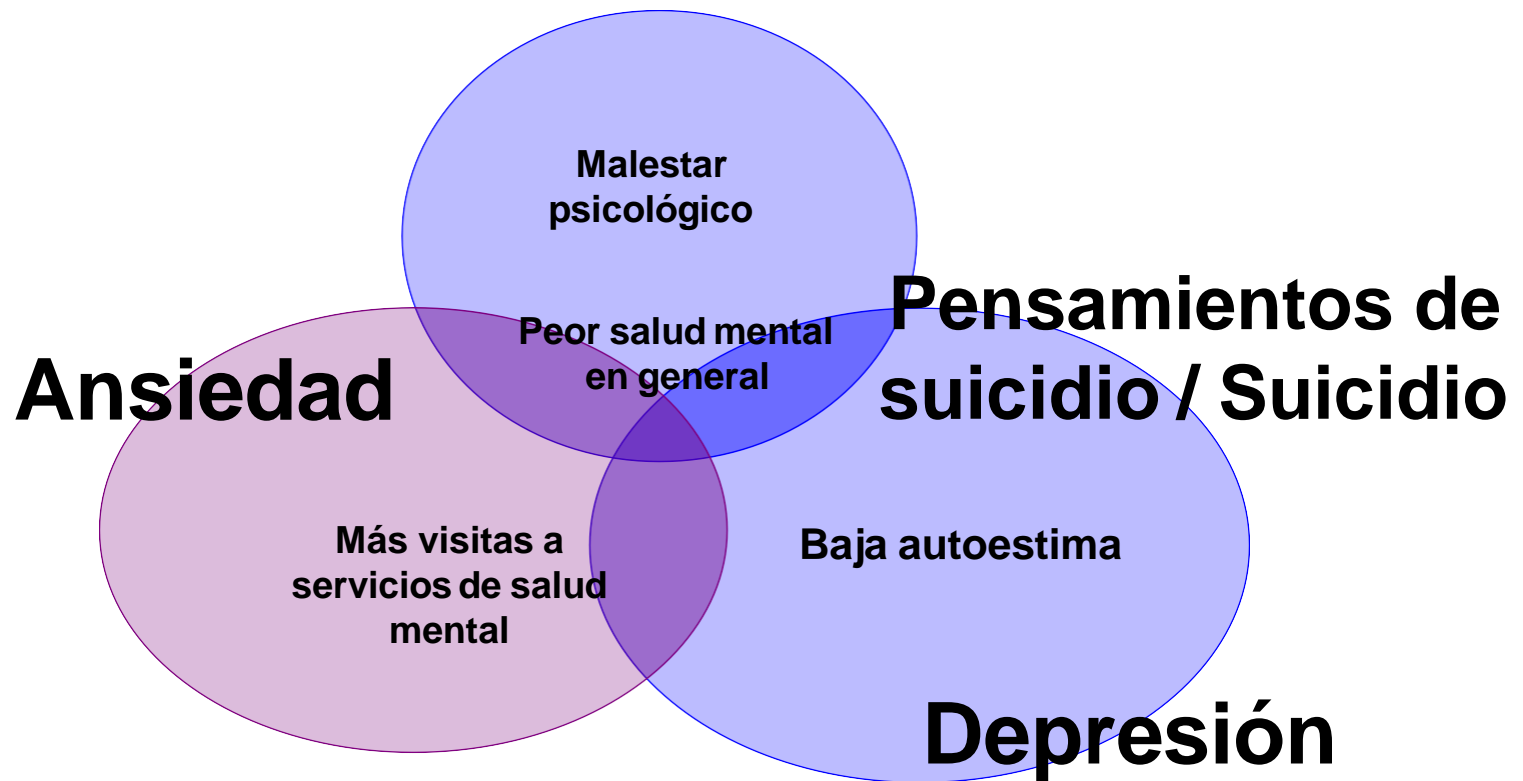 Malestar
psicológico
Pensamientos de
suicidio / Suicidio
Peor salud mental
en general
Ansiedad
Más visitas a
servicios de salud
mental
Baja autoestima
Depresión